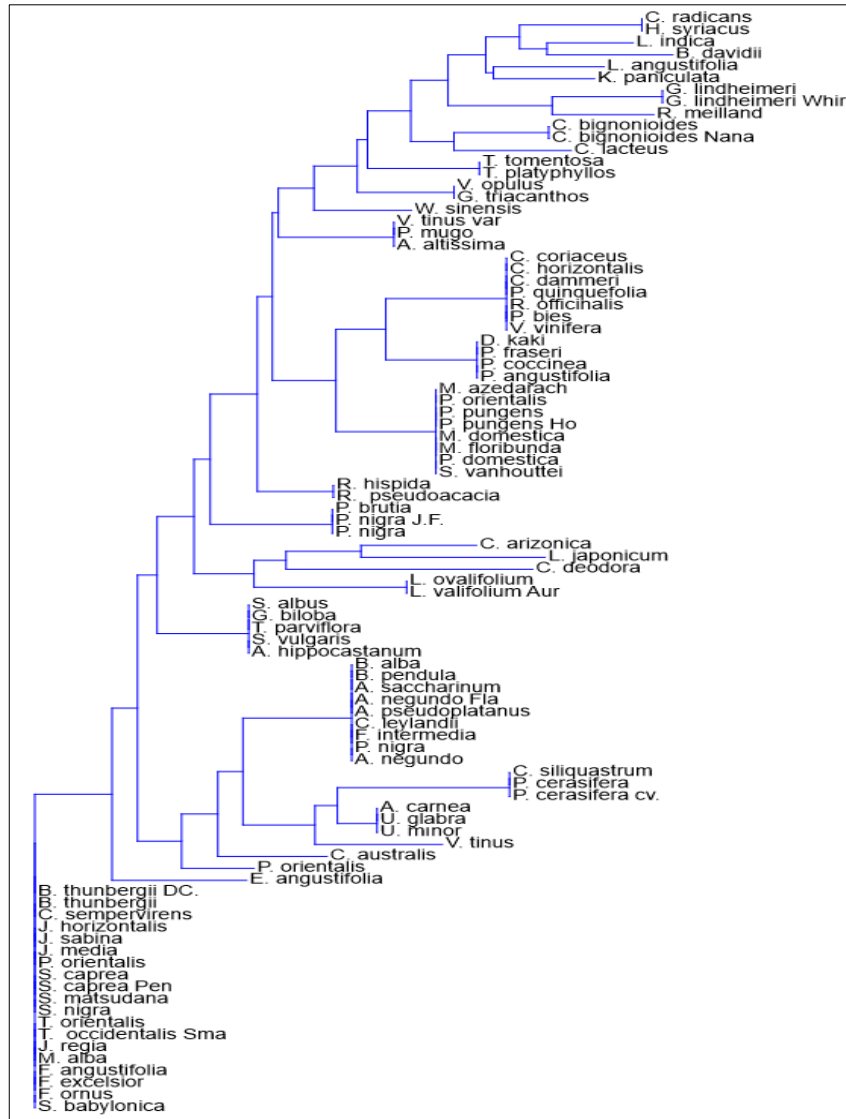 C. radicans
H. syriacus
L. indica
B. davidii
L. angustifolia
K. paniculata
G. lindheimeri
G. lindheimeri Whir
R. meilland
C. bignonioides
C. bignonioides Nana
C. lacteus
T. tomentosa
T. platyphyllos
V. opulus
G. triacanthos
W. sinensis
V. tinus var
P. mugo
A. altissima
C. coriaceus
C. horizontalis
C. dammeri
P. quinquefolia
R. officinalis
P. bies
V. vinifera
D. kaki
P. fraseri
P. coccinea
P. angustifolia
M. azedarach
P. orientalis
P. pungens
P. pungens Ho
M. domestica
M. floribunda
P. domestica
S. vanhouttei
R. hispida
R. pseudoacacia
P. brutia
P. nigra J.F.
P. nigra
C. arizonica
L. japonicum
C. deodora
L. ovalifolium
L. valifolium Aur
S. albus
G. biloba
T. parviflora
S. vulgaris
A. hippocastanum
B. alba
B. pendula
A. saccharinum
A. negundo Fla
A. pseudoplatanus
C. leylandii
F. intermedia
P. nigra
A. negundo
C. siliquastrum
P. cerasifera
P. cerasifera cv.
A. carnea
U. glabra
U. minor
V. tinus
C. australis
P. orientalis
E. angustifolia
B. thunbergii DC.
B. thunbergii
C. sempervirens
J. horizontalis
J. sabina
J. media
P. orientalis
S. caprea
S. caprea Pen
S. matsudana
S. nigra
T. orientalis
T. occidentalis Sma
J. regia
M. alba
F. angustifolia
F. excelsior
F. ornus
S. babylonica